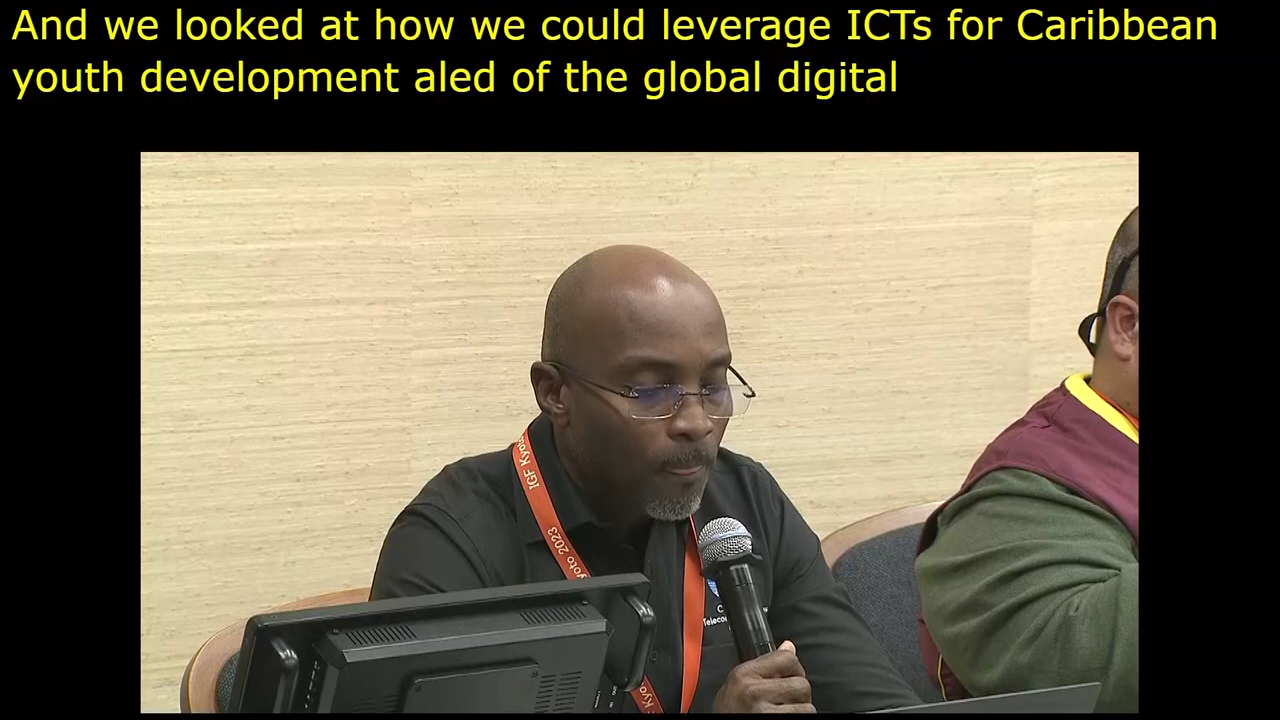 And we looked at how we could leverage ICTs for Caribbean
youth development aled of the global digital
IGF Kyoto
Kyoto 2023